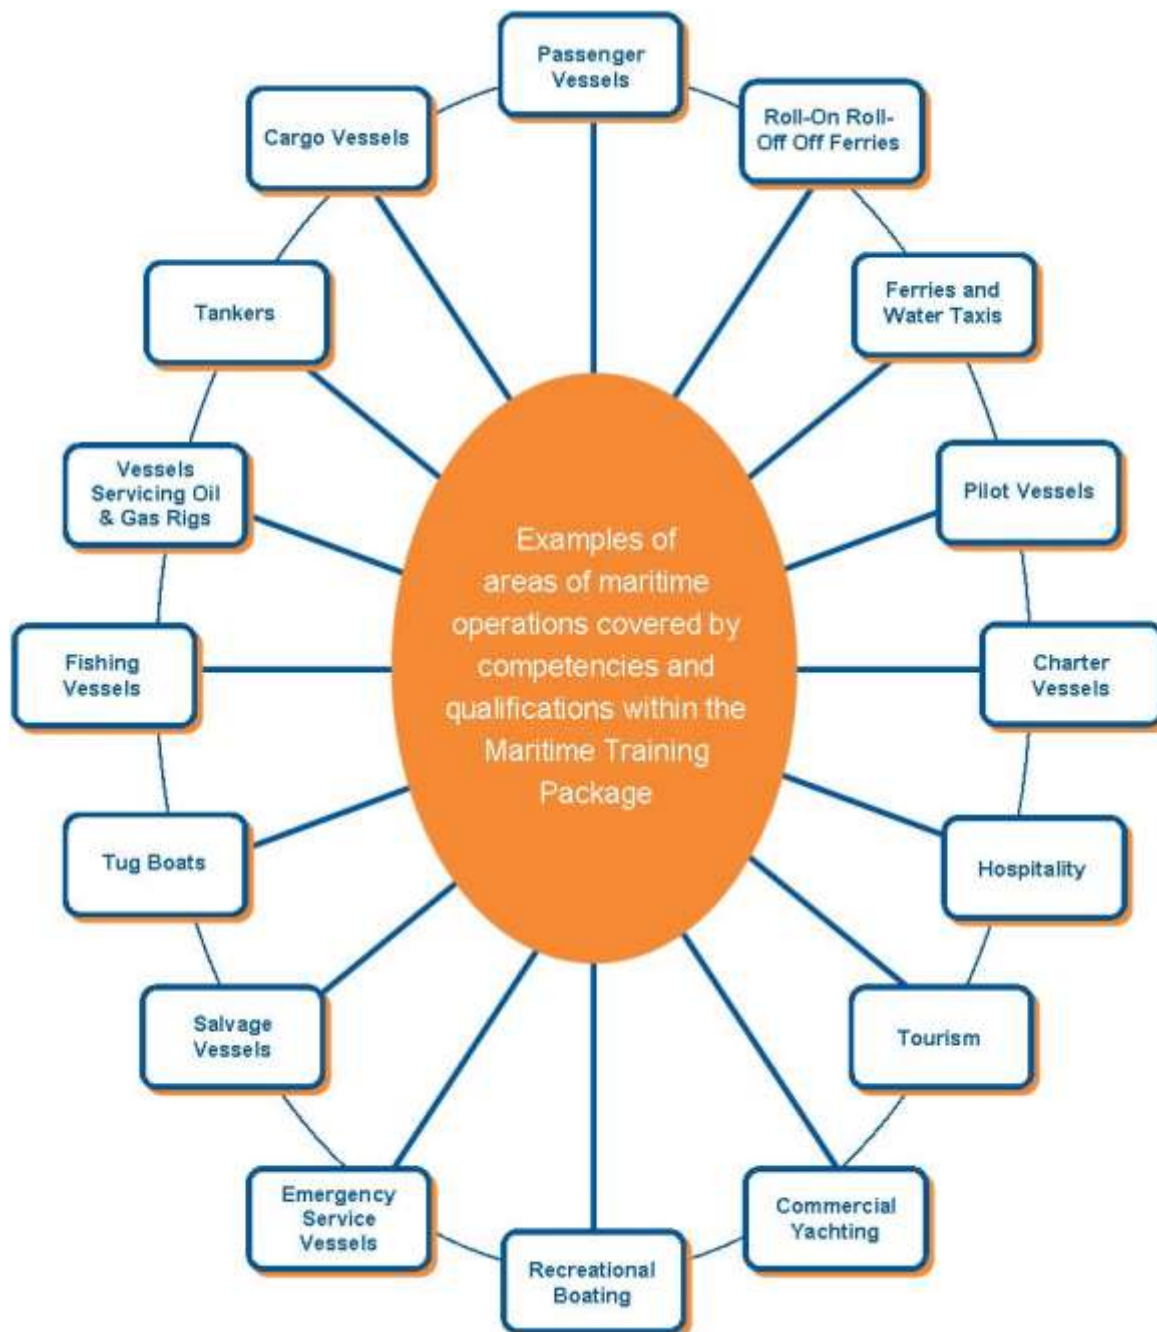 Passenger
Vessels
Roll-On Roll-
Off Off Ferries
Ferries and
Water Taxis
Pilot Vessels
Charter
Vessels
Hospitality
Tourism
Commercial
Yachting
Recreational
Boating
Emergency
Service
Vessels
Salvage
Vessels
Tug Boats
Fishing
Vessels
Vessels
Servicing Oil
& Gas Rigs
Tankers
Cargo Vessels
Examples of
areas of maritime
operations covered by
competencies and
qualifications within the
Maritime Training
Package